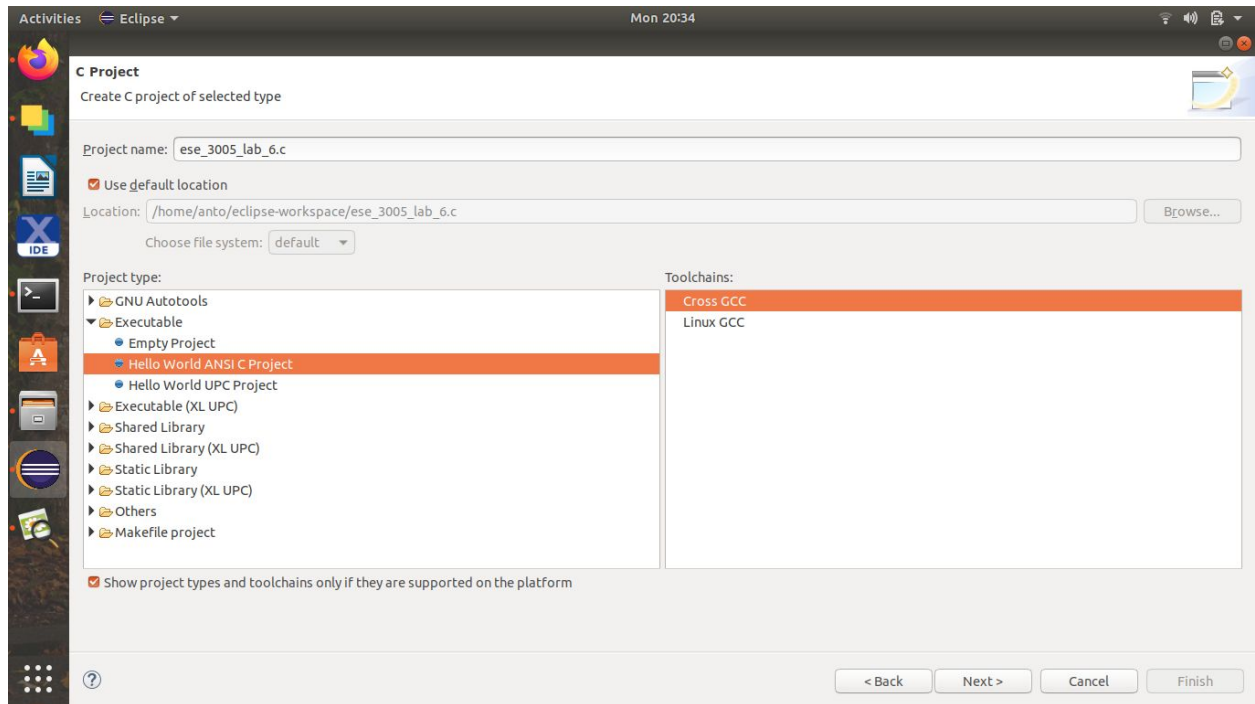 Activities Eclipse Mon 20:34
C Project
Create C project of selected type
Project name: ese_3005_lab_6.c
Use default location
Location: /home/anto/eclipse-workspace/ese_3005_lab_6.c Browse...
Choose file system: default
Project type: Toolchains:
GNU Autotools Cross GCC
Executable Linux GCC
Empty Project
Hello World ANSI C Project
Hello World UPC Project
Executable (XL UPC)
Shared Library
Shared Library (XL UPC)
Static Library
Static Library (XL UPC)
Others
Makefile project
Show project types and toolchains only if they are supported on the platform
IDE
? < Back Next > Cancel Finish